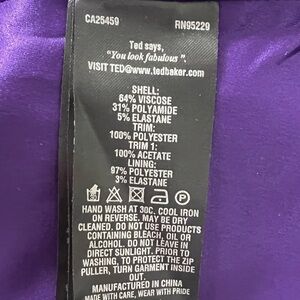 CA25459 RN95229
Ted says,
"You look fabulous".
VISIT TED@www.tedbaker.com
SHELL:
64% VISCOSE
31% POLYAMIDE
5% ELASTANE
TRIM:
100% POLYESTER
TRIM 1:
100% ACETATE
LINING:
97% POLYESTER
3% ELASTANE
P
HAND WASH AT 30C. COOL IRON
ON REVERSE. MAY BE DRY
CLEANED. DO NOT USE PRODUCTS
CONTAINING BLEACH, OIL OR
ALCOHOL. DO NOT LEAVE IN
DIRECT SUNLIGHT. PRIOR TO
WASHING, TO PROTECT THE ZIP
PULLER, TURN GARMENT INSIDE
OUT.
MANUFACTURED IN CHINA
MADE WITH CARE, WEAR WITH PRIDE